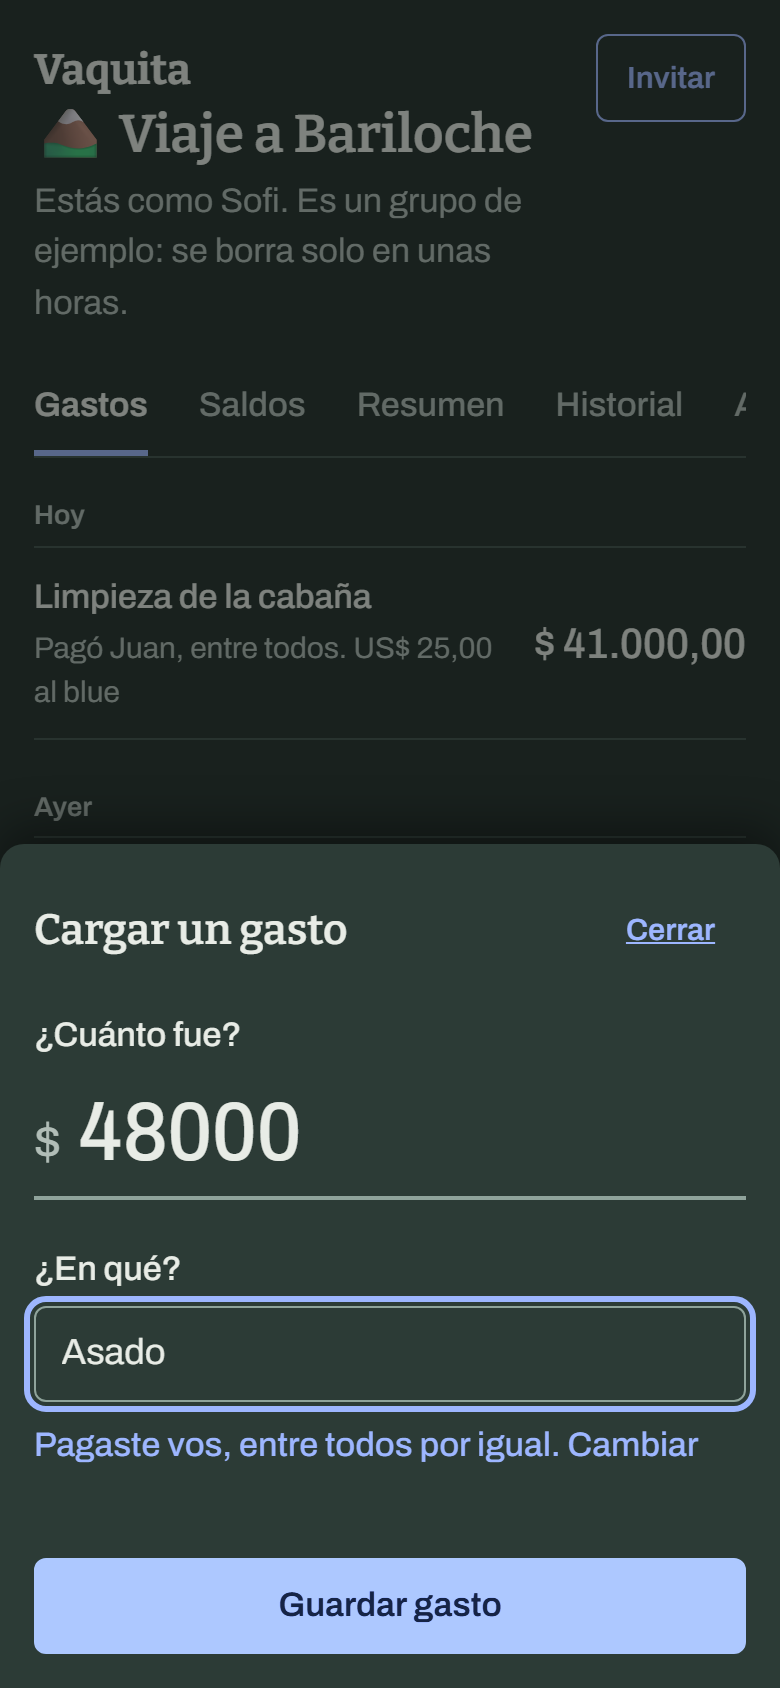 Vaquita
Invitar
Viaje a Bariloche
Estás como Sofi. Es un grupo de
ejemplo: se borra solo en unas
horas.
Gastos Saldos Resumen Historial
Hoy
Limpieza de la cabaña
Pagó Juan, entre todos. US$ 25,00
al blue
$ 41.000,00
Ayer
Cargar un gasto
Cerrar
¿Cuánto fue?
$ 48000
¿En qué?
Asado
Pagaste vos, entre todos por igual. Cambiar
Guardar gasto